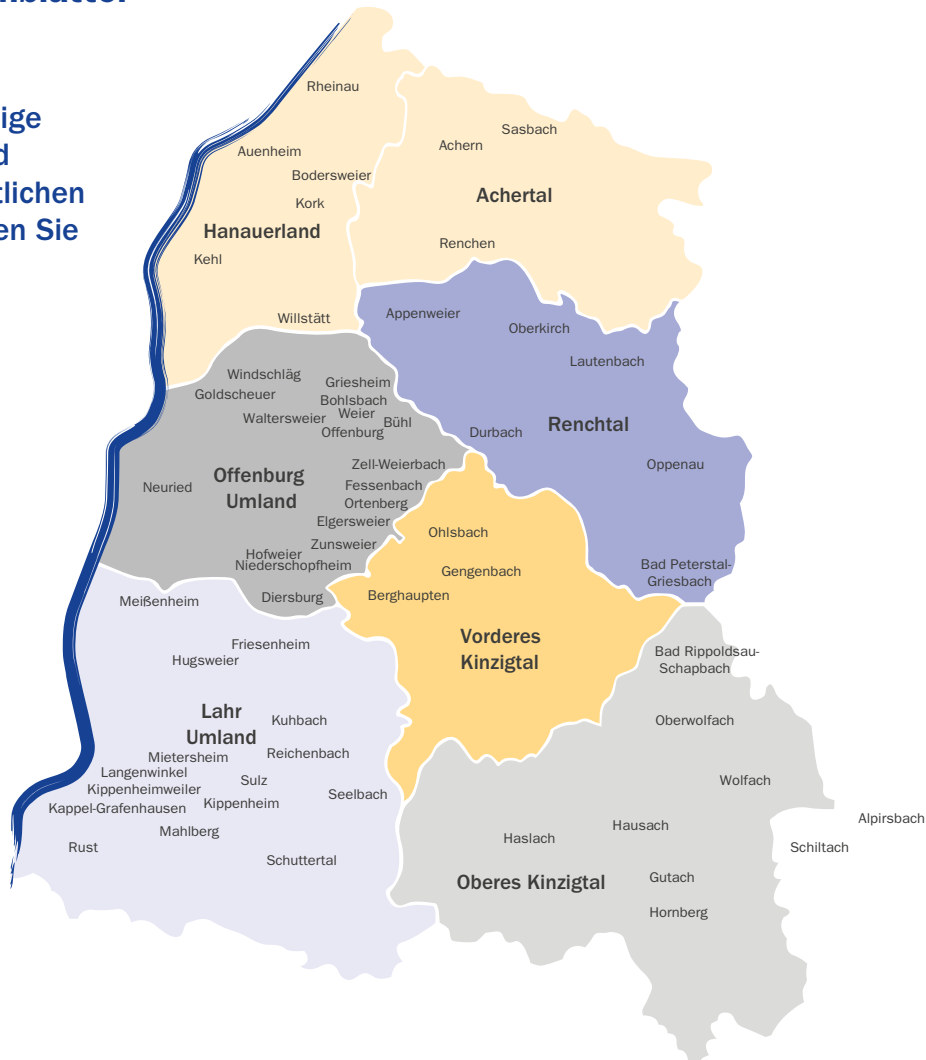 ige
d
tlichen
en Sie
Rheinau
Auenheim
Bodersweier
Kork
Hanauerland
Kehl
Willstätt
Sasbach
Achern
Achertal
Renchen
Appenweier
Oberkirch
Lautenbach
Renchtal
Durbach
Oppenau
Bad Peterstal-
Griesbach
Windschläg
Griesheim
Goldscheuer
Bohlsbach
Weier
Waltersweier
Bühl
Offenburg
Zell-Weierbach
Offenburg
Umland
Neuried
Fessenbach
Ortenberg
Elgersweier
Zunsweier
Hofweier
Niederschopfheim
Diersburg
Ohlsbach
Gengenbach
Berghaupten
Vorderes
Kinzigtal
Meißenheim
Friesenheim
Hugsweier
Lahr
Umland
Kuhbach
Mietersheim
Reichenbach
Langenwinkel
Sulz
Kippenheimweiler
Seelbach
Kappel-Grafenhausen
Kippenheim
Mahlberg
Rust
Schuttertal
Bad Rippoldsau-
Schapbach
Oberwolfach
Wolfach
Alpirsbach
Hausach
Haslach
Schiltach
Oberes Kinzigtal
Gutach
Hornberg